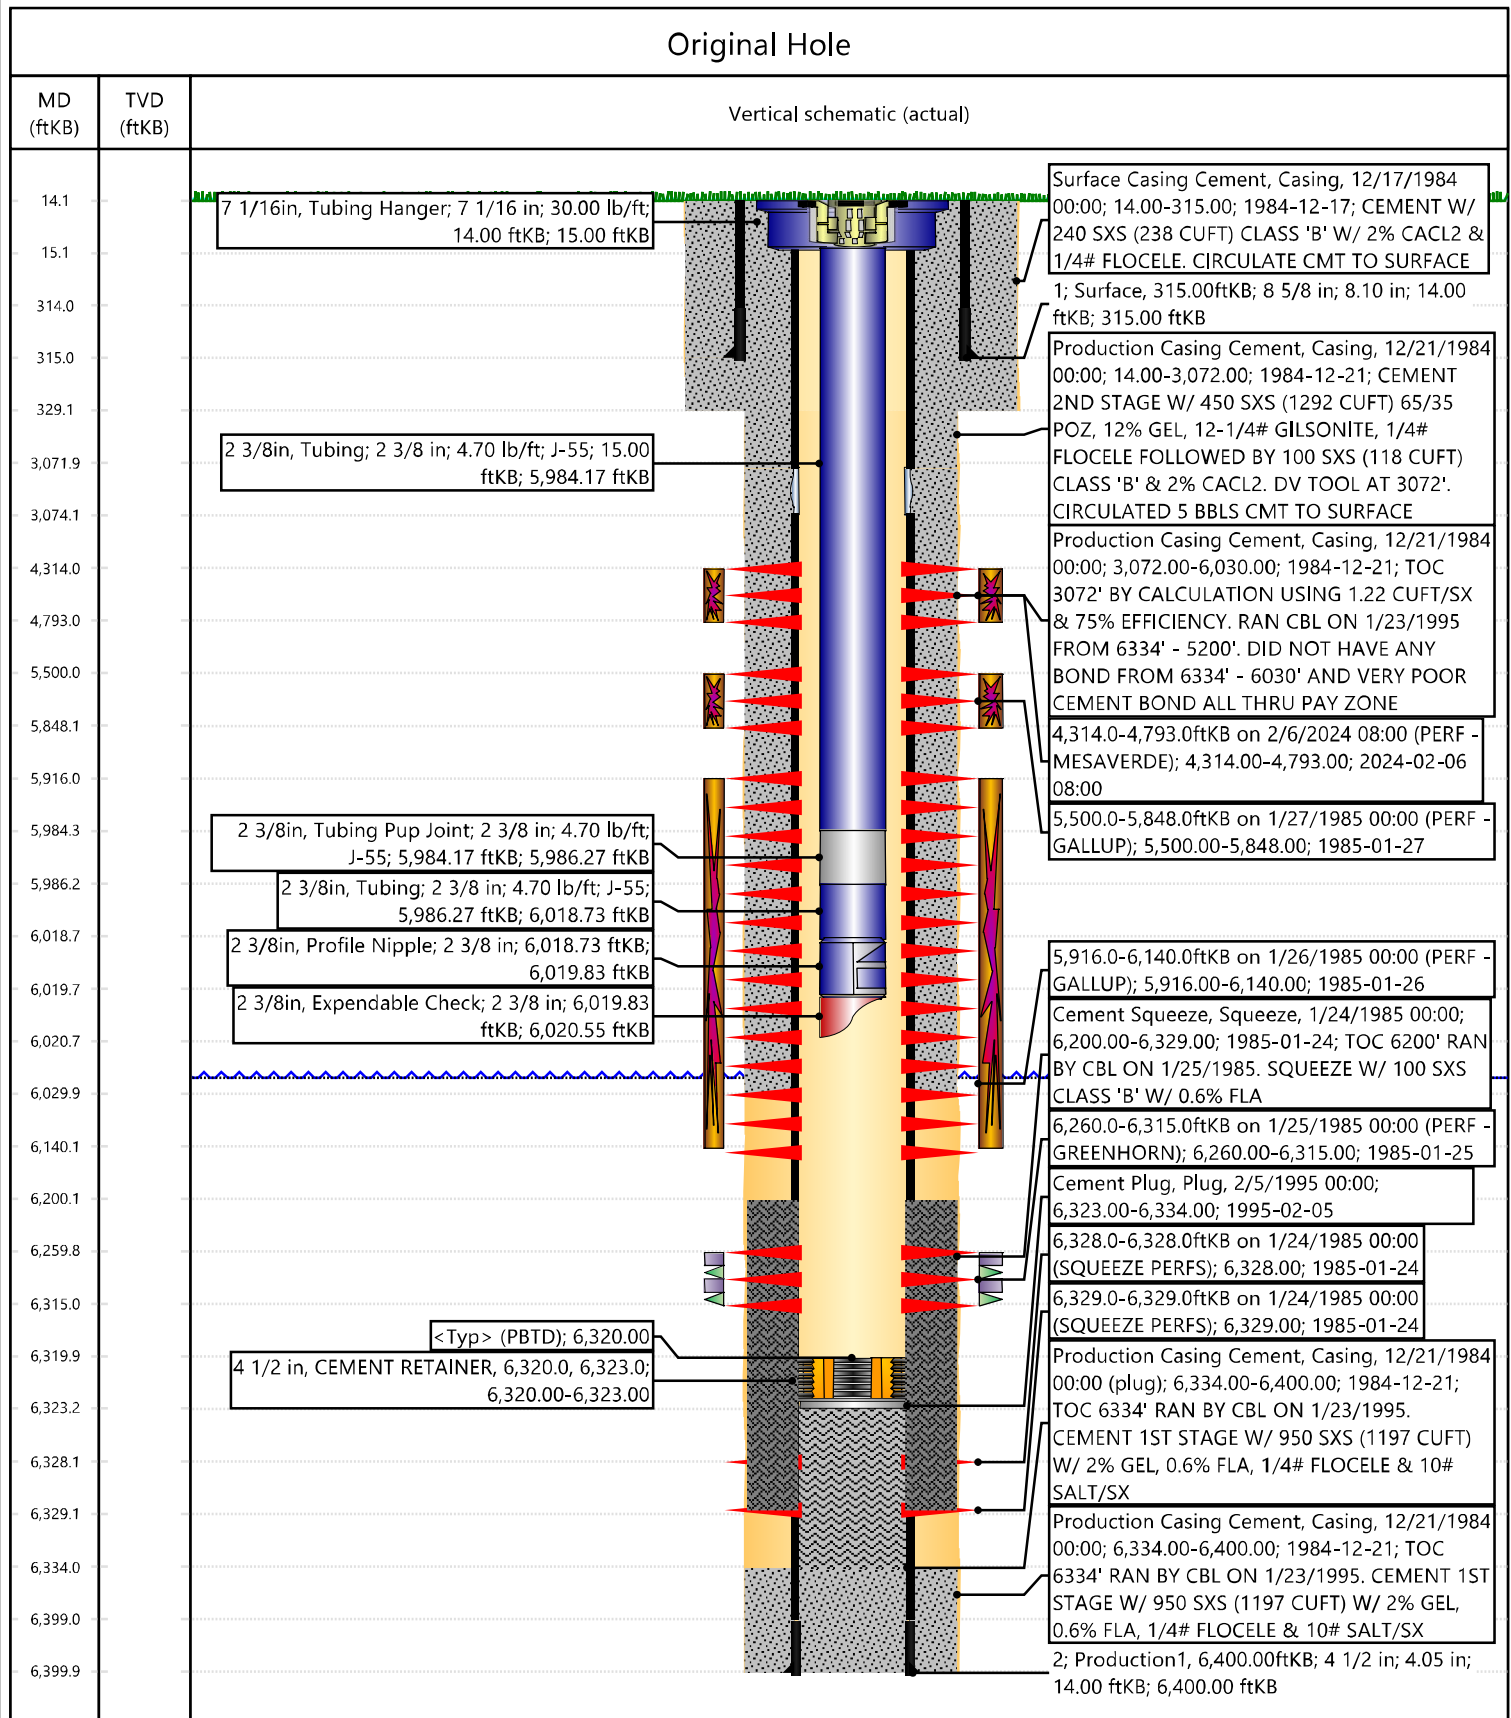 Original Hole
MD
(ftKB)
TVD
(ftKB)
Vertical schematic (actual)
14.1
15.1
314.0
315.0
329.1
3,071.9
3,074.1
4,314.0
4,793.0
5,500.0
5,848.1
5,916.0
5,984.3
5,986.2
6,018.7
6,019.7
6,020.7
6,029.9
6,140.1
6,200.1
6,259.8
6,315.0
6,319.9
6,323.2
6,328.1
6,329.1
6,334.0
6,399.0
6,399.9
7 1/16in, Tubing Hanger; 7 1/16 in; 30.00 lb/ft;
14.00 ftKB; 15.00 ftKB
2 3/8in, Tubing; 2 3/8 in; 4.70 lb/ft; J-55; 15.00
ftKB; 5,984.17 ftKB
2 3/8in, Tubing Pup Joint; 2 3/8 in; 4.70 lb/ft;
J-55; 5,984.17 ftKB; 5,986.27 ftKB
2 3/8in, Tubing; 2 3/8 in; 4.70 lb/ft; J-55;
5,986.27 ftKB; 6,018.73 ftKB
2 3/8in, Profile Nipple; 2 3/8 in; 6,018.73 ftKB;
6,019.83 ftKB
2 3/8in, Expendable Check; 2 3/8 in; 6,019.83
ftKB; 6,020.55 ftKB
<Typ> (PBTD); 6,320.00
4 1/2 in, CEMENT RETAINER, 6,320.0, 6,323.0;
6,320.00-6,323.00
Surface Casing Cement, Casing, 12/17/1984
00:00; 14.00-315.00; 1984-12-17; CEMENT W/
240 SXS (238 CUFT) CLASS 'B' W/ 2% CACL2 &
1/4# FLOCELE. CIRCULATE CMT TO SURFACE
1; Surface, 315.00ftKB; 8 5/8 in; 8.10 in; 14.00
ftKB; 315.00 ftKB
Production Casing Cement, Casing, 12/21/1984
00:00; 14.00-3,072.00; 1984-12-21; CEMENT
2ND STAGE W/ 450 SXS (1292 CUFT) 65/35
POZ, 12% GEL, 12-1/4# GILSONITE, 1/4#
FLOCELE FOLLOWED BY 100 SXS (118 CUFT)
CLASS 'B' & 2% CACL2. DV TOOL AT 3072'.
CIRCULATED 5 BBLS CMT TO SURFACE
Production Casing Cement, Casing, 12/21/1984
00:00; 3,072.00-6,030.00; 1984-12-21; TOC
3072' BY CALCULATION USING 1.22 CUFT/SX
& 75% EFFICIENCY. RAN CBL ON 1/23/1995
FROM 6334' - 5200'. DID NOT HAVE ANY
BOND FROM 6334' - 6030' AND VERY POOR
CEMENT BOND ALL THRU PAY ZONE
4,314.0-4,793.0ftKB on 2/6/2024 08:00 (PERF -
MESAVERDE); 4,314.00-4,793.00; 2024-02-06
08:00
5,500.0-5,848.0ftKB on 1/27/1985 00:00 (PERF -
GALLUP); 5,500.00-5,848.00; 1985-01-27
5,916.0-6,140.0ftKB on 1/26/1985 00:00 (PERF -
GALLUP); 5,916.00-6,140.00; 1985-01-26
Cement Squeeze, Squeeze, 1/24/1985 00:00;
6,200.00-6,329.00; 1985-01-24; TOC 6200' RAN
BY CBL ON 1/25/1985. SQUEEZE W/ 100 SXS
CLASS 'B' W/ 0.6% FLA
6,260.0-6,315.0ftKB on 1/25/1985 00:00 (PERF -
GREENHORN); 6,260.00-6,315.00; 1985-01-25
Cement Plug, Plug, 2/5/1995 00:00;
6,323.00-6,334.00; 1995-02-05
6,328.0-6,328.0ftKB on 1/24/1985 00:00
(SQUEEZE PERFS); 6,328.00; 1985-01-24
6,329.0-6,329.0ftKB on 1/24/1985 00:00
(SQUEEZE PERFS); 6,329.00; 1985-01-24
Production Casing Cement, Casing, 12/21/1984
00:00 (plug); 6,334.00-6,400.00; 1984-12-21;
TOC 6334' RAN BY CBL ON 1/23/1995.
CEMENT 1ST STAGE W/ 950 SXS (1197 CUFT)
W/ 2% GEL, 0.6% FLA, 1/4# FLOCELE & 10#
SALT/SX
Production Casing Cement, Casing, 12/21/1984
00:00; 6,334.00-6,400.00; 1984-12-21; TOC
6334' RAN BY CBL ON 1/23/1995. CEMENT 1ST
STAGE W/ 950 SXS (1197 CUFT) W/ 2% GEL,
0.6% FLA, 1/4# FLOCELE & 10# SALT/SX
2; Production1, 6,400.00ftKB; 4 1/2 in; 4.05 in;
14.00 ftKB; 6,400.00 ftKB